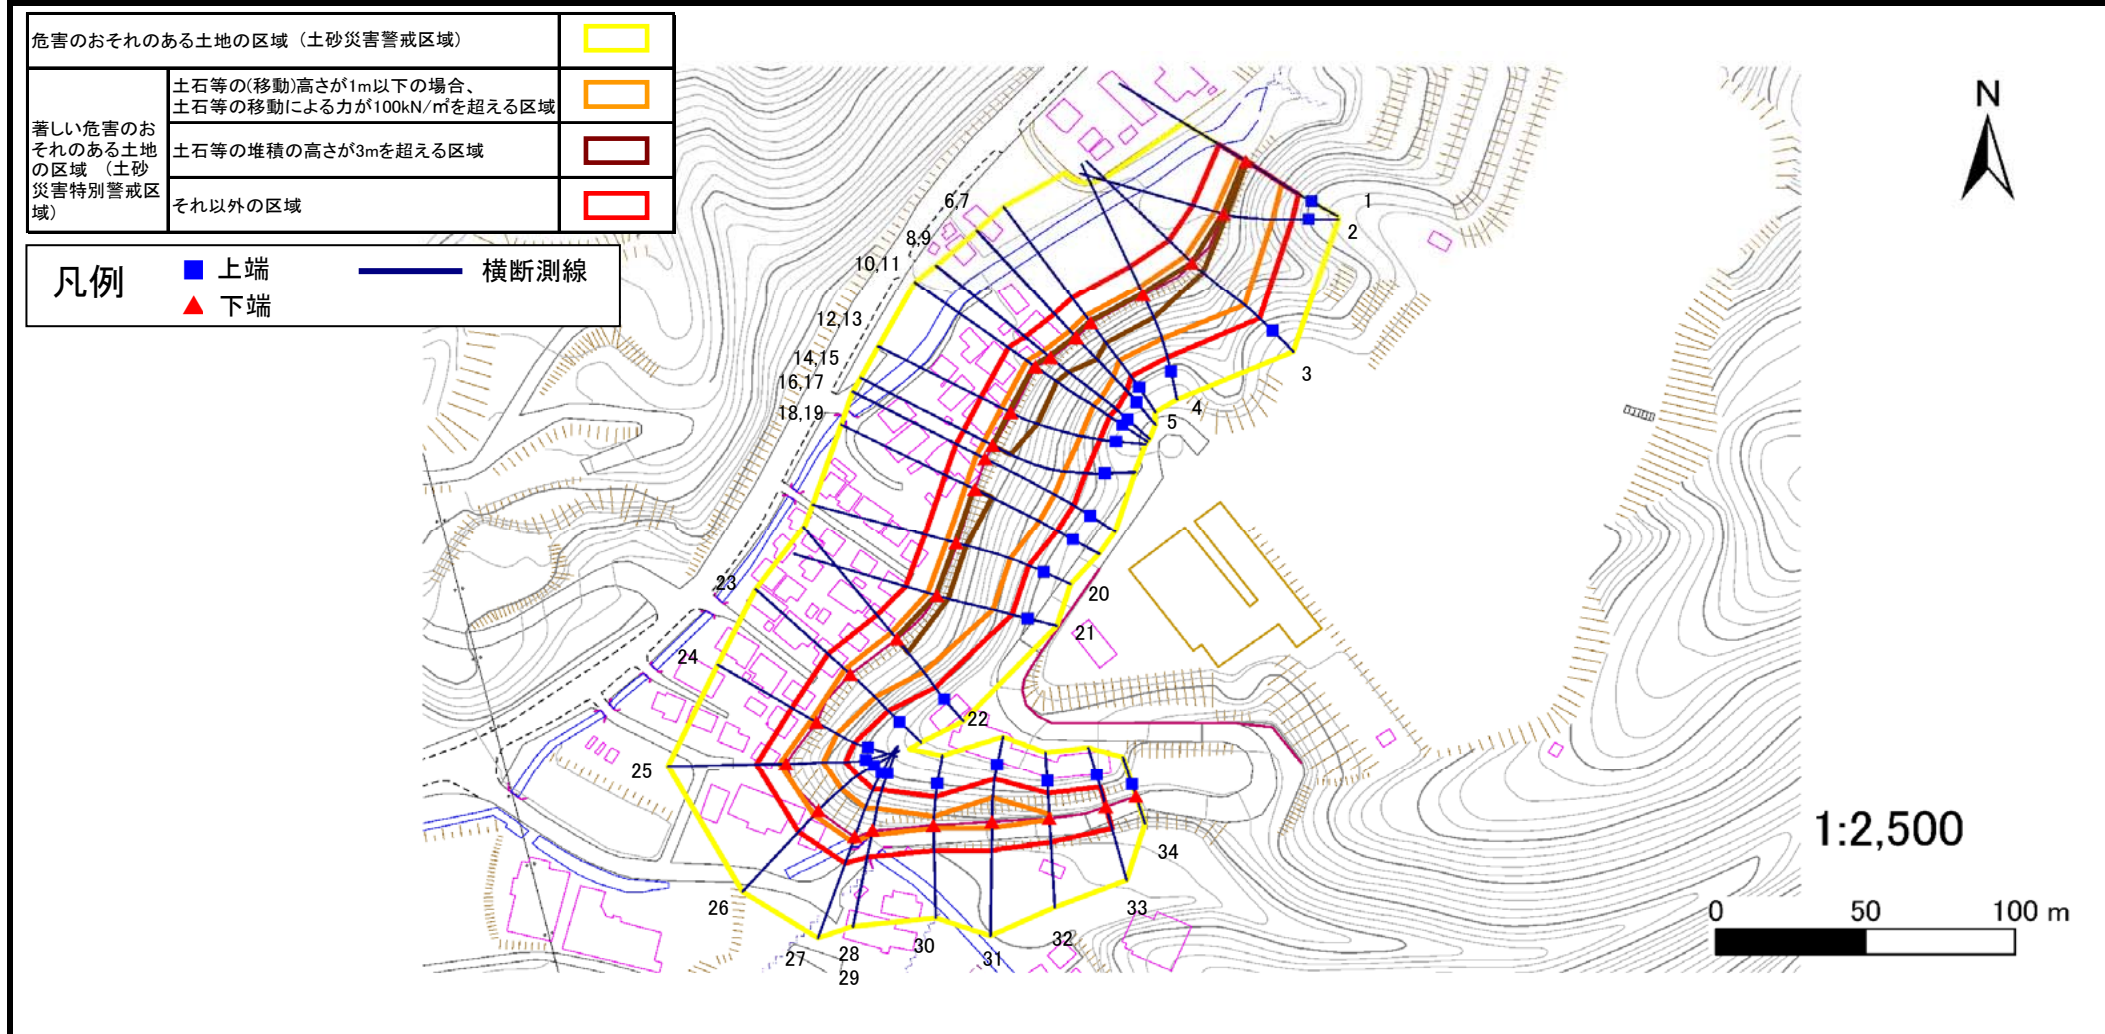 危害のおそれのある土地の区域（土砂災害警戒区域）
著しい危害のお
それのある土地
の区域（土砂
災害特別警戒区
域）
土石等の(移動)高さが1m以下の場合、
土石等の移動による力が100kN/㎡を超える区域
土石等の堆積の高さが3mを超える区域
それ以外の区域
凡例
上端
下端
横断測線
N
1
2
3
4
5
6,7
8,9
10,11
12,13
14,15
16,17
18,19
20
21
22
23
24
25
26
27
28
29
30
31
32
33
34
1:2,500
0 50 100 m